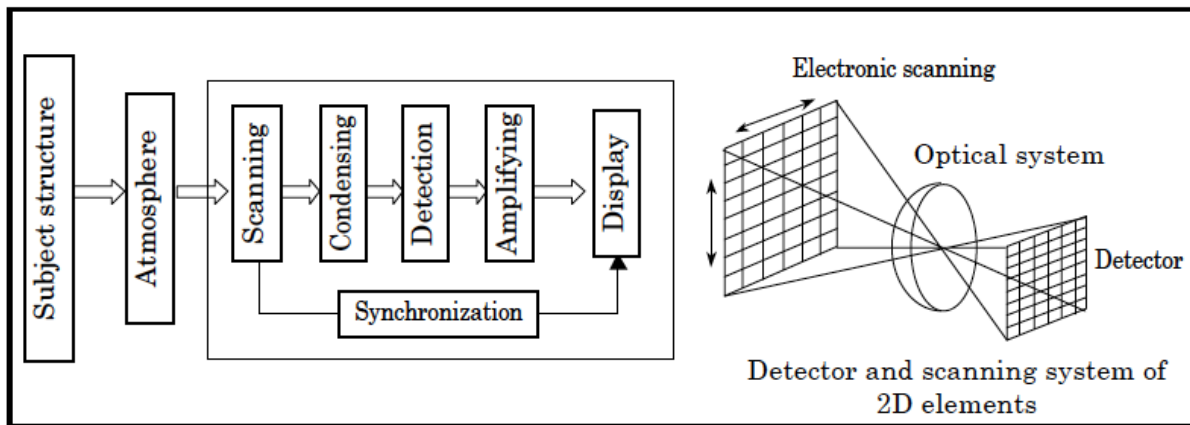 Subject structure
Atmosphere
Scanning
Condensing
Detection
Amplifying
Display
Synchronization
Electronic scanning
Optical system
Detector
Detector and scanning system of
2D elements